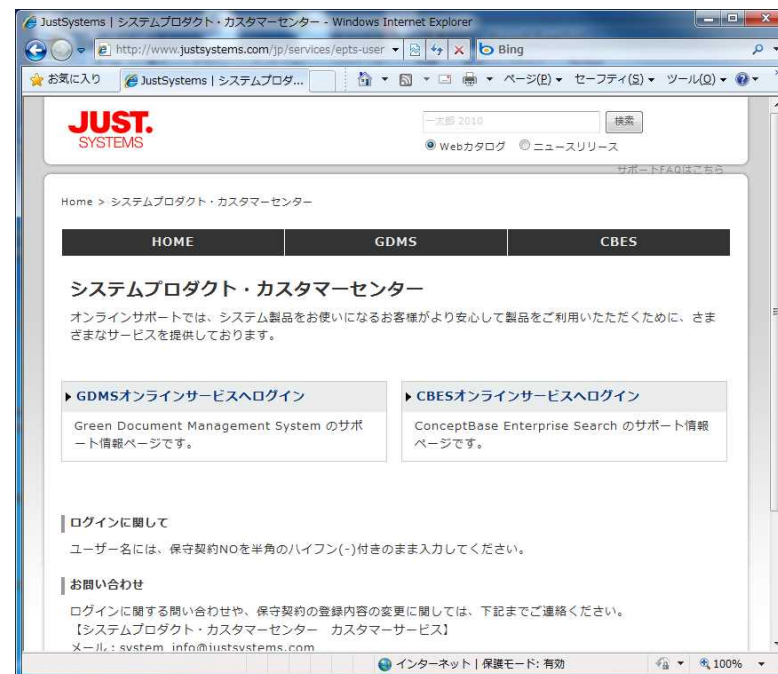 JustSystems | システムプロダクト・カスタマーセンター - Windows Internet Explorer
http://www.justsystems.com/jp/services/epts-user
Bing
お気に入り
JustSystems | システムプロダ...
ページ(P) セーフティ(S) ツール(O)
JUST.
SYSTEMS
一太郎 2010 検索
Webカタログ ニュースリリース
サポートFAQはこちら
Home > システムプロダクト・カスタマーセンター
HOME GDMS CBES
システムプロダクト・カスタマーセンター
オンラインサポートでは、システム製品をお使いになるお客様がより安心して製品をご利用いたただくために、さま
ざまなサービスを提供しております。
GDMSオンラインサービスへログイン
Green Document Management System のサポ
ート情報ページです。
CBESオンラインサービスへログイン
ConceptBase Enterprise Search のサポート情報
ページです。
ログインに関して
ユーザー名には、保守契約NOを半角のハイフン(-)付きのまま入力してください。
お問い合わせ
ログインに関する問い合わせや、保守契約の登録内容の変更に関しては、下記までご連絡ください。
【システムプロダクト・カスタマーセンター カスタマーサービス】
メール：system_info@justsystems.com
インターネット | 保護モード: 有効 100%